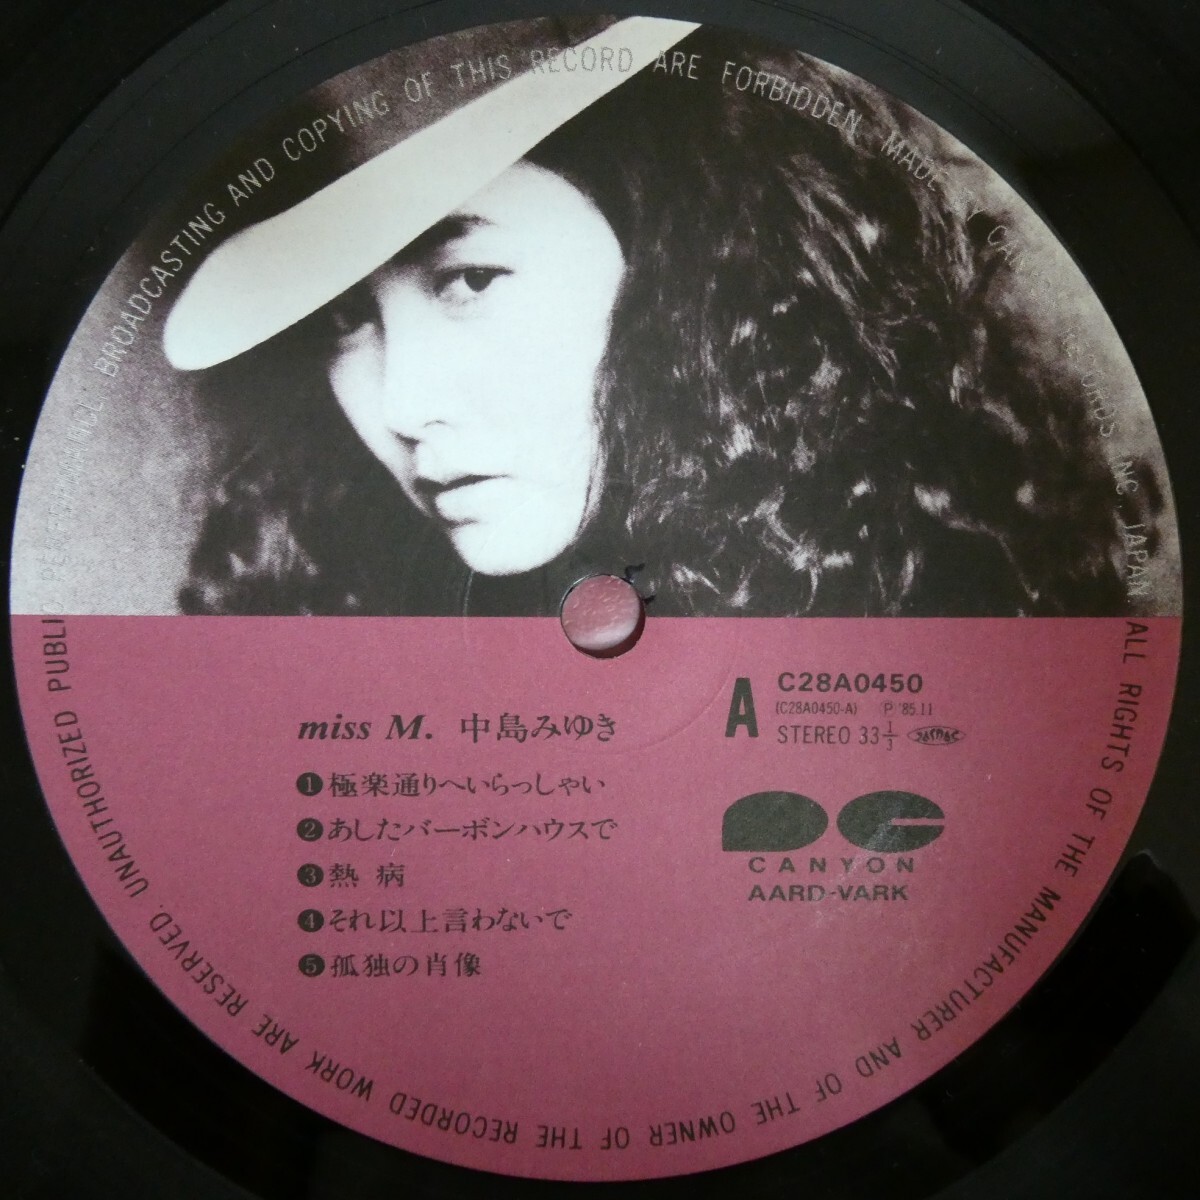 miss M. 中島みゆき
❶極楽通りへいらっしゃい
❷あしたバーボンハウスで
❸熱 病
❹それ以上言わないで
❺孤独の肖像
A
C28A0450
(C28A0450-A) P '85.11
STEREO 33 1/3
CANYON
AARD-VARK
ALL RIGHTS OF THE MANUFACTURER AND OF THE OWNER OF THE RECORDED WORK ARE RESERVED. UNAUTHORIZED PUBLIC PERFORMANCE BROADCASTING AND COPYING OF THIS RECORD ARE FORBIDDEN MADE BY CANYON RECORDS INC., JAPAN